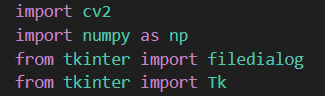 import cv2
import numpy as np
from tkinter import filedialog
from tkinter import Tk